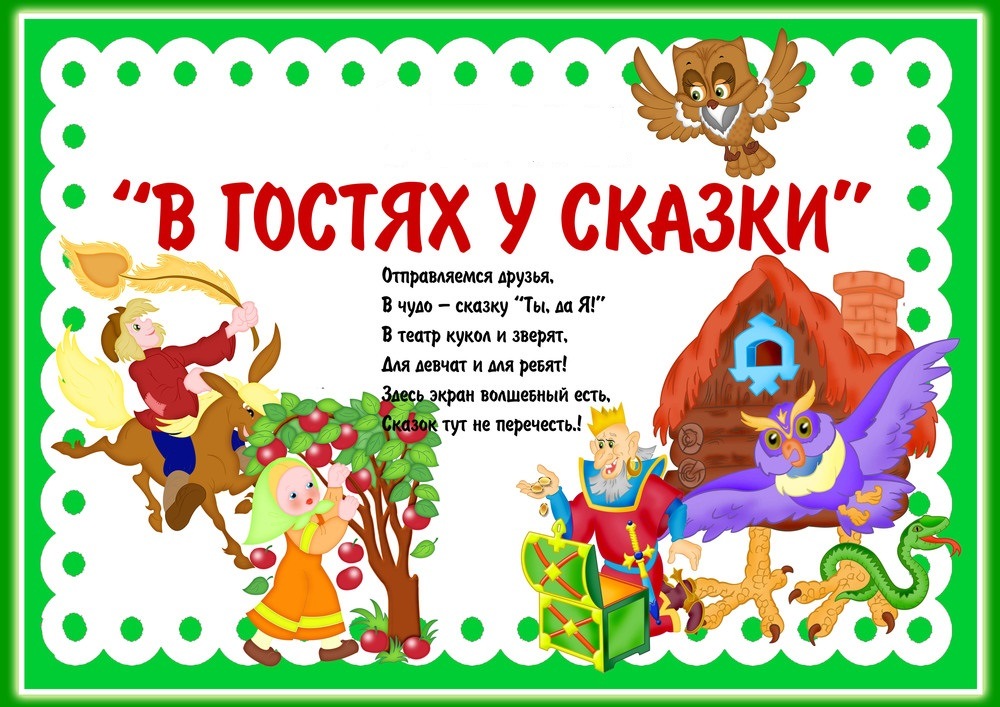 “В ГОСТЯХ У СКАЗКИ”
Отправляемся друзья,
В чудо – сказку “Ты, да Я!”
В театр кукол и зверят,
Для девчат и для ребят!
Здесь экран волшебный есть,
Сказок тут не перечесть.!